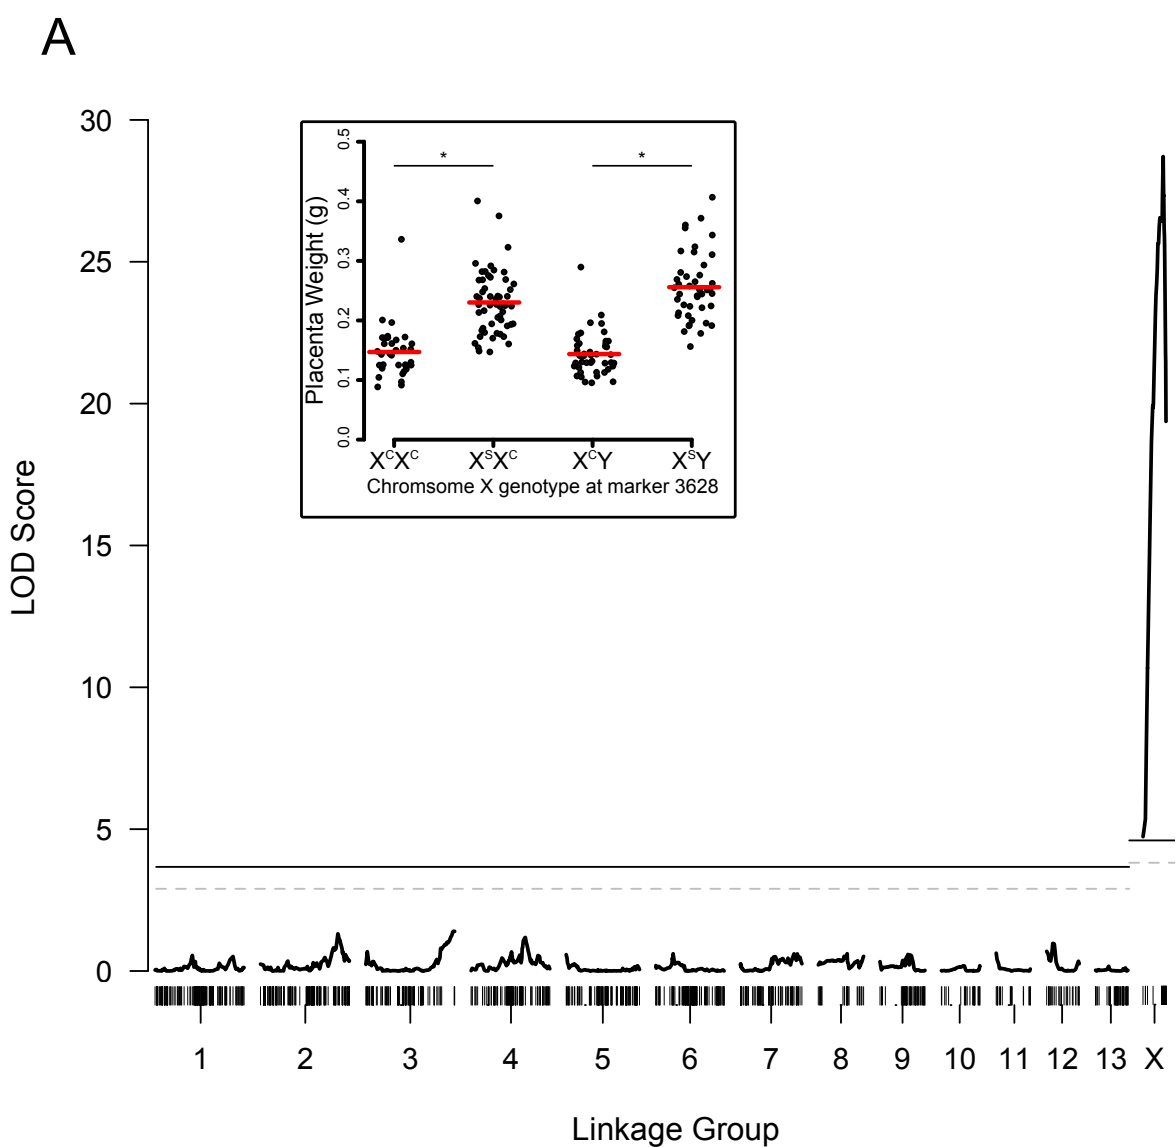 A
30
25
20
15
10
5
0
LOD Score
0.5
0.4
0.3
0.2
0.1
0.0
Placenta Weight (g)
* *
XCXC XSXC XCY XSY
Chromsome X genotype at marker 3628
1 2 3 4 5 6 7 8 9 10 11 12 13 X
Linkage Group